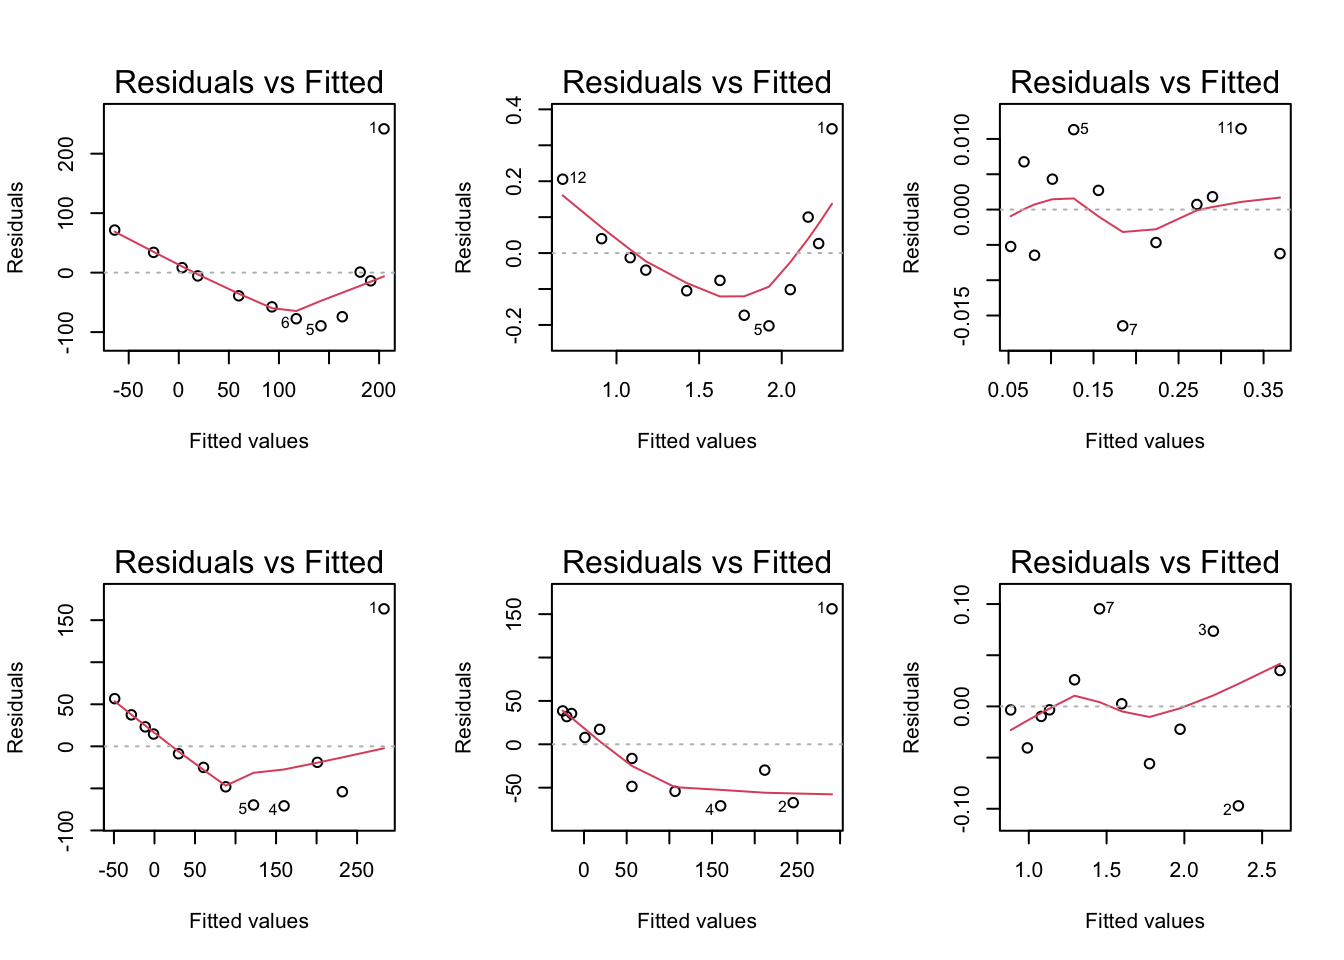 Residuals vs Fitted
Residuals
200
100
0
-100
1
6
5
-50 0 50 100 200
Fitted values
Residuals vs Fitted
Residuals
0.4
0.2
0.0
-0.2
12
1
5
1.0 1.5 2.0
Fitted values
Residuals vs Fitted
Residuals
0.010
0.000
-0.015
5
11
7
0.05 0.15 0.25 0.35
Fitted values
Residuals vs Fitted
Residuals
150
50
0
-100
1
5
4
-50 0 50 150 250
Fitted values
Residuals vs Fitted
Residuals
150
50
0
-50
1
4
2
0 50 150 250
Fitted values
Residuals vs Fitted
Residuals
0.10
0.00
-0.10
7
3
2
1.0 1.5 2.0 2.5
Fitted values